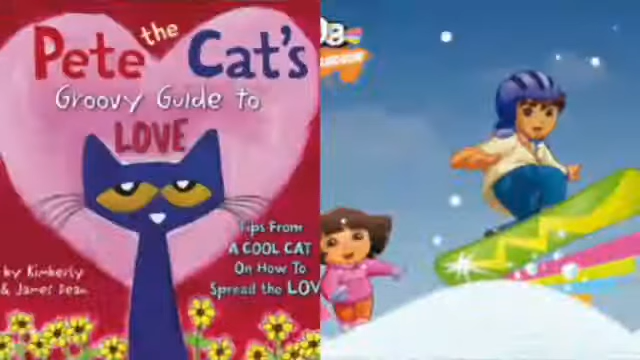 Pete the Cat's
Groovy Guide to
LOVE
Tips From
A COOL CAT
On How To
Spread the LOV
by Kimberly
& James Dean